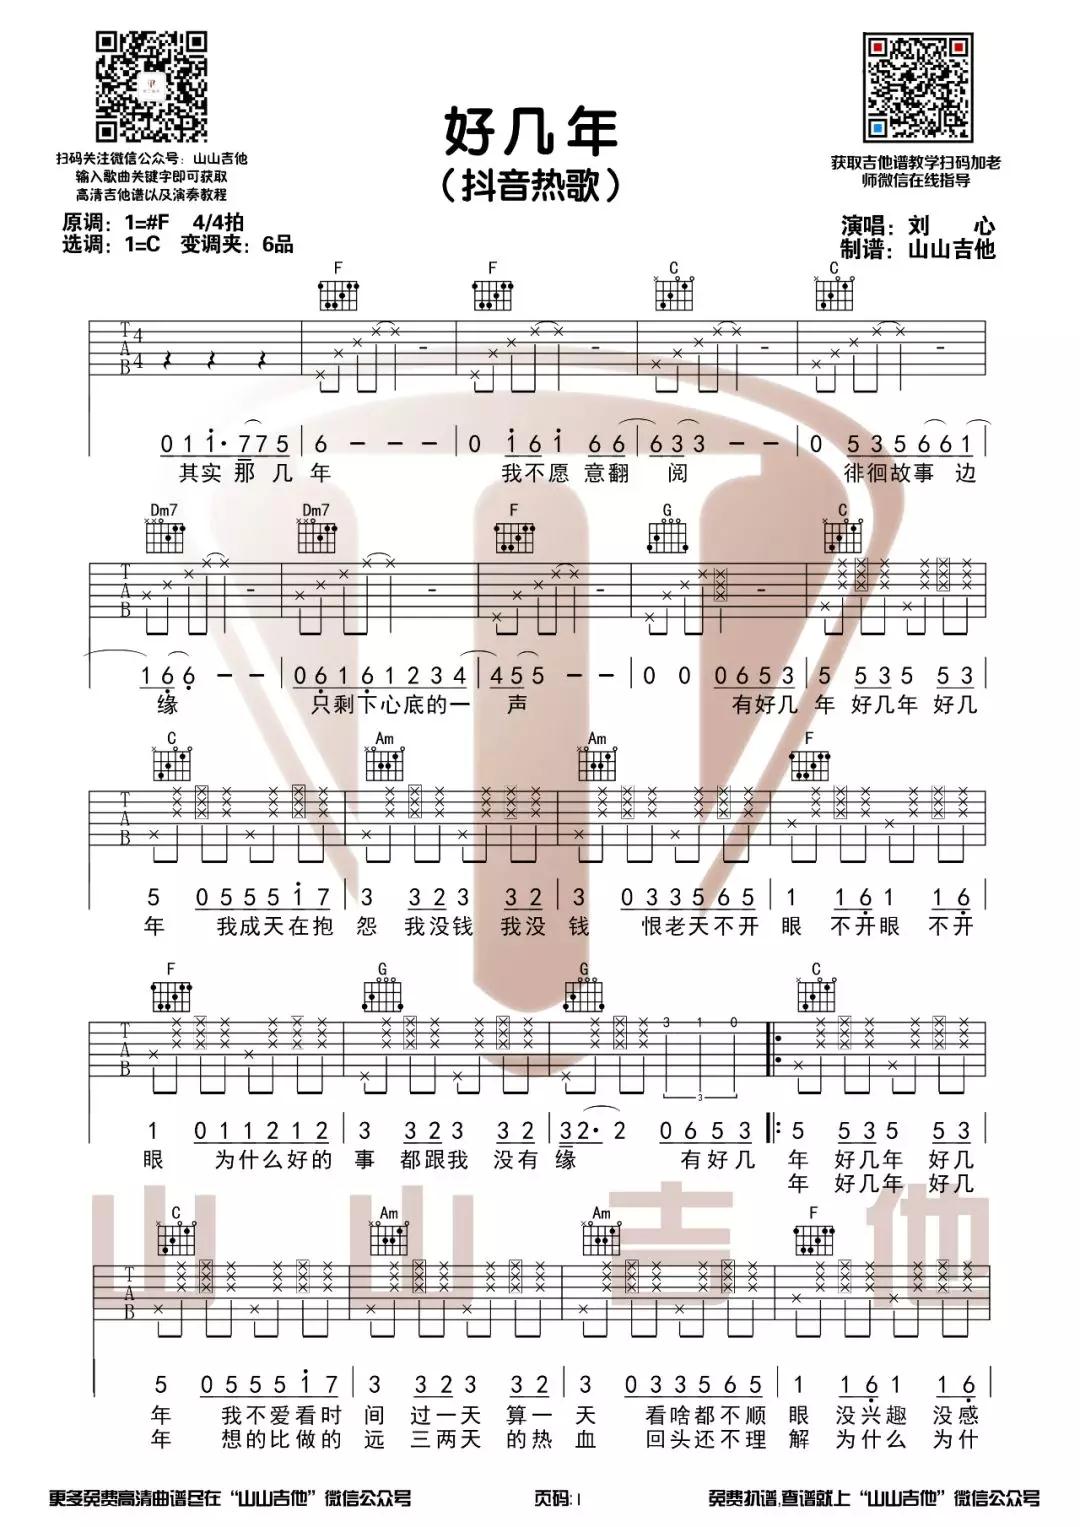 扫码关注微信公众号：山山吉他
输入歌曲关键字即可获取
高清吉他谱以及演奏教程
好几年
（抖音热歌）
获取吉他谱教学扫码加老
师微信在线指导
原调：1=#F 4/4拍
选调：1=C 变调夹：6品
演唱：刘 心
制谱：山山吉他
F F C C
T A B 4 4
0 1 1· 7 7 5 | 6 - - - | 0 1 6 1 6 6 | 6 3 3 - - | 0 5 3 5 6 6 1 |
其实 那 几 年 我不愿 意翻 阅 徘徊故事 边
Dm7 Dm7 F G C
T A B
1 6 6 - - | 0 6 1 6 1 2 3 4 | 4 5 5 - - | 0 0 0 6 5 3 | 5 5 3 5 5 3 |
缘 只剩下心底的一 声 有好几 年 好几年 好几
C Am Am F
T A B
5 0 5 5 5 1 7 | 3 3 2 3 3 2 | 3 0 3 3 5 6 5 | 1 1 6 1 1 6 |
年 我成天在抱 怨 我没钱 我没 钱 恨老天不开 眼 不开眼 不开
F G G C
T A B 3 1 0
3
1 0 1 1 2 1 2 | 3 3 2 3 3 2 | 3 2· 2 0 6 5 3 |: 5 5 3 5 5 3 |
眼 为什么好的 事 都跟我 没有 缘 有好几 年 好几年 好几
年 好几年 好几
山山吉他
C Am Am F
T A B
5 0 5 5 5 1 7 | 3 3 2 3 3 2 | 3 0 3 3 5 6 5 | 1 1 6 1 1 6 |
年 我不爱看时 间 过一天 算一 天 看啥都不顺 眼 没兴趣 没感
年 想的比做的 远 三两天 的热 血 回头还不理 解 为什么 为什
更多免费高清曲谱尽在“山山吉他”微信公众号 页码：1 免费扒谱,查谱就上“山山吉他”微信公众号